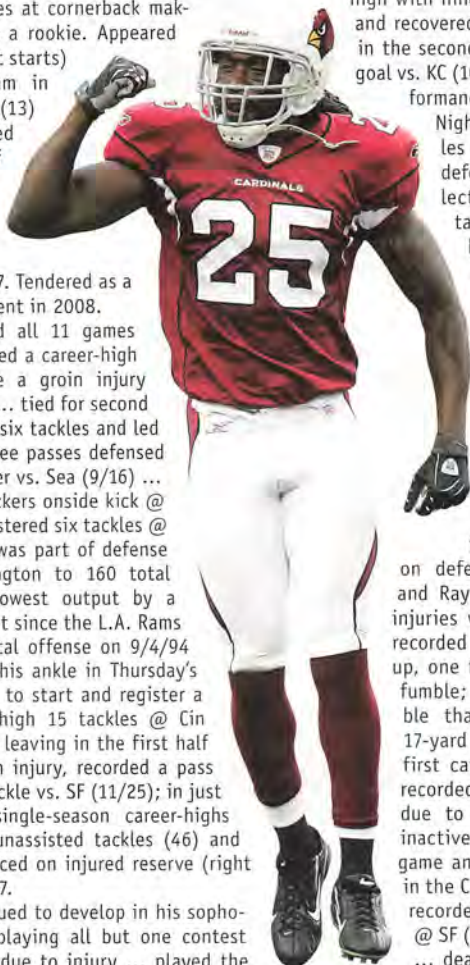 es at cornerback mak-
a rookie. Appeared
t starts)
em in
(13)
ed
7. Tendered as a
ent in 2008.
d all 11 games
ed a career-high
e a groin injury
... tied for second
six tackles and led
ee passes defensed
er vs. Sea (9/16) ...
ckers onside kick @
stered six tackles @
was part of defense
ngton to 160 total
owest output by a
t since the L.A. Rams
tal offense on 9/4/94
his ankle in Thursday's
to start and register a
high 15 tackles @ Cin
leaving in the first half
n injury, recorded a pass
ckle vs. SF (11/25); in just
single-season career-highs
unassisted tackles (46) and
ced on injured reserve (right
7.
ued to develop in his sopho-
playing all but one contest
due to injury ... played the
CARDINALS
25
and recovered
in the second
goal vs. KC (10
formanc
Nigh
les
defe
lect
ta
on defe
and Ray
injuries v
recorded
up, one f
fumble;
ble tha
17-yard
first ca
recorded
due to
inactive
game an
in the C
recorde
@ SF (
... dea